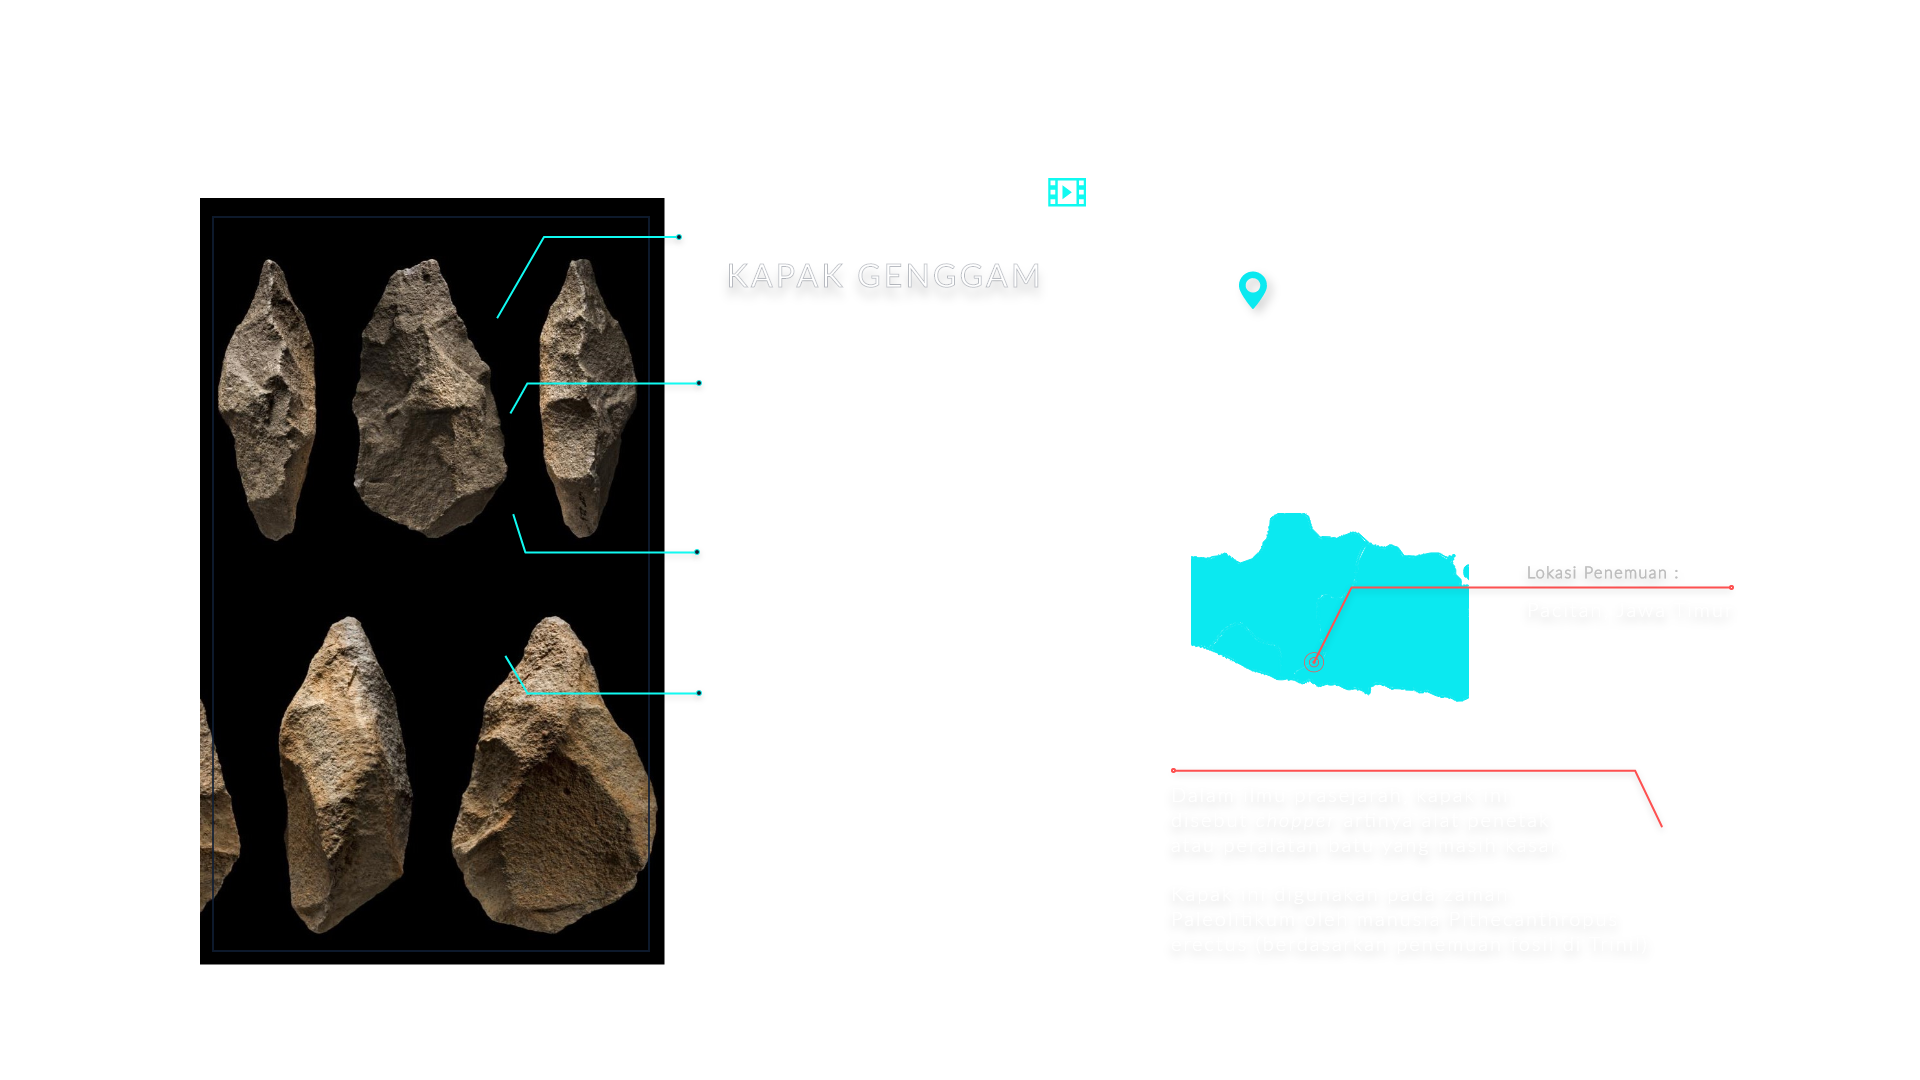 KAPAK GENGGAM
Lokasi Penemuan :
Pacitan, Jawa Timur
Dalam ilmu prasejarah, kapak ini
disebut chopper artinya alat penetak
atau peralatan batu yang masih kasar.
Kapak ini digunakan pada zaman
Paleolitikum oleh manusia Pithecanthropus
erectus (berdasarkan penemuan fosil di Trinil)